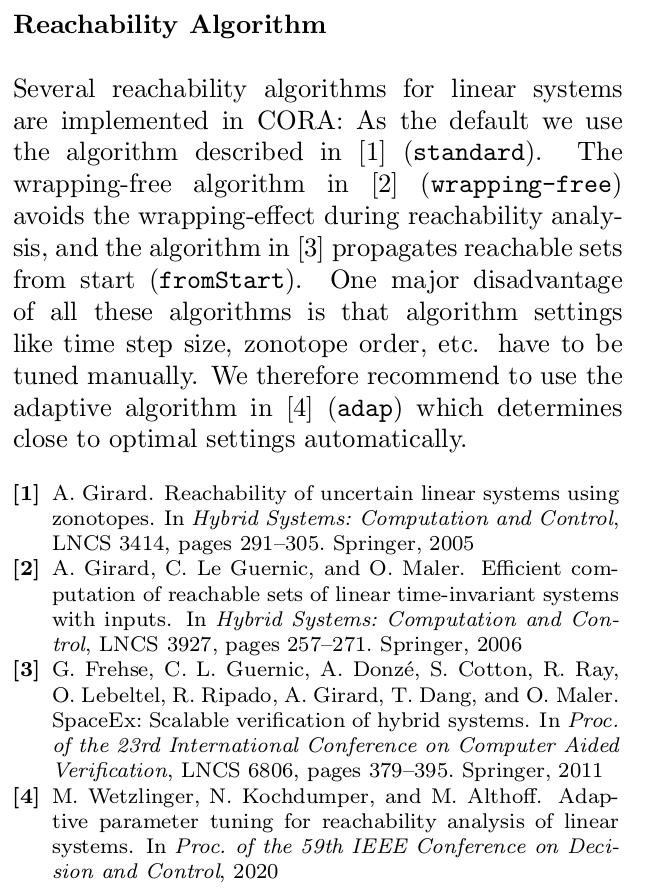 Reachability Algorithm
Several reachability algorithms for linear systems
are implemented in CORA: As the default we use
the algorithm described in [1] (standard). The
wrapping-free algorithm in [2] (wrapping-free)
avoids the wrapping-effect during reachability analy-
sis, and the algorithm in [3] propagates reachable sets
from start (fromStart). One major disadvantage
of all these algorithms is that algorithm settings
like time step size, zonotope order, etc. have to be
tuned manually. We therefore recommend to use the
adaptive algorithm in [4] (adap) which determines
close to optimal settings automatically.
[1] A. Girard. Reachability of uncertain linear systems using
zonotopes. In Hybrid Systems: Computation and Control,
LNCS 3414, pages 291–305. Springer, 2005
[2] A. Girard, C. Le Guernic, and O. Maler. Efficient com-
putation of reachable sets of linear time-invariant systems
with inputs. In Hybrid Systems: Computation and Con-
trol, LNCS 3927, pages 257–271. Springer, 2006
[3] G. Frehse, C. L. Guernic, A. Donzé, S. Cotton, R. Ray,
O. Lebeltel, R. Ripado, A. Girard, T. Dang, and O. Maler.
SpaceEx: Scalable verification of hybrid systems. In Proc.
of the 23rd International Conference on Computer Aided
Verification, LNCS 6806, pages 379–395. Springer, 2011
[4] M. Wetzlinger, N. Kochdumper, and M. Althoff. Adap-
tive parameter tuning for reachability analysis of linear
systems. In Proc. of the 59th IEEE Conference on Deci-
sion and Control, 2020